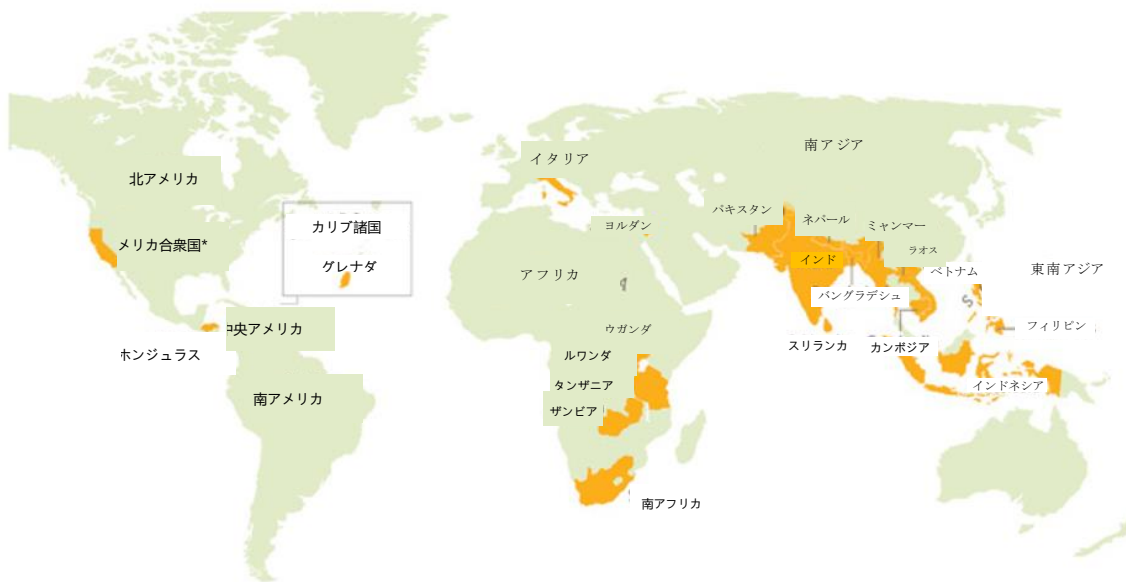 北アメリカ
メリカ合衆国*
カリブ諸国
グレナダ
中央アメリカ
ホンジュラス
南アメリカ
イタリア
ヨルダン
アフリカ
ウガンダ
ルワンダ
タンザニア
ザンビア
南アフリカ
南アジア
パキスタン
ネパール
ミャンマー
インド
ラオス
ベトナム
バングラデシュ
スリランカ
カンボジア
東南アジア
フィリピン
インドネシア